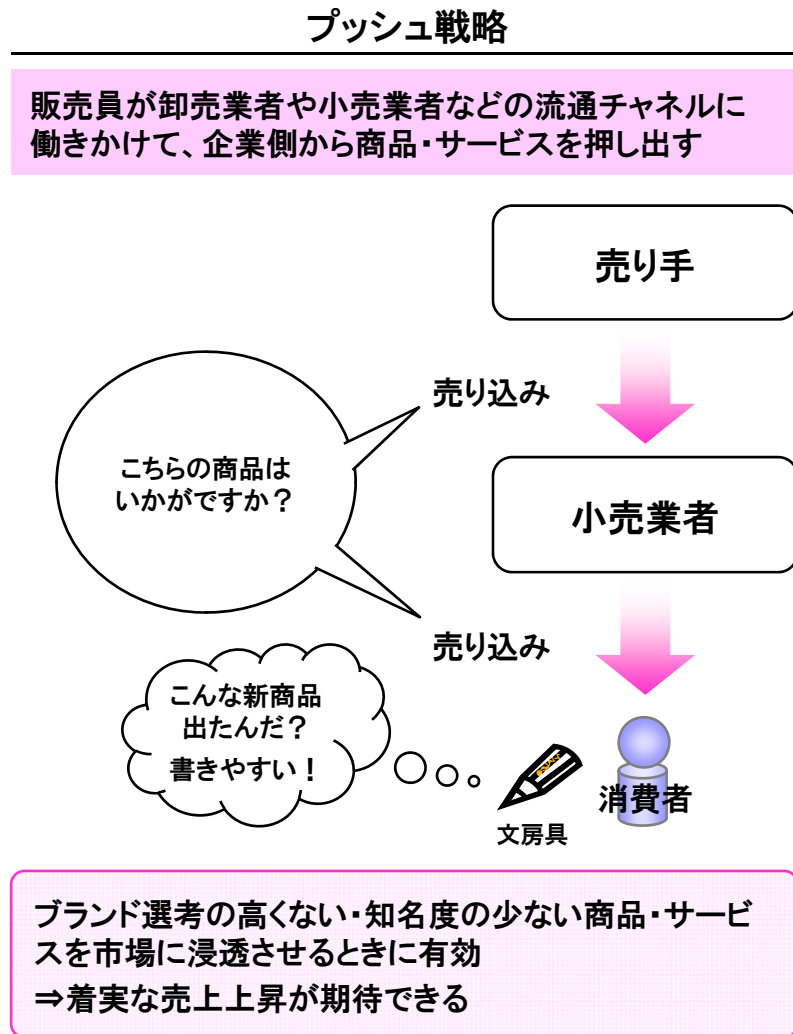 プッシュ戦略
販売員が卸売業者や小売業者などの流通チャネルに
働きかけて、企業側から商品・サービスを押し出す
売り手
売り込み
こちらの商品は
いかがですか？
小売業者
売り込み
こんな新商品
出たんだ？
書きやすい！
消費者
文房具
ブランド選考の高くない・知名度の少ない商品・サービ
スを市場に浸透させるときに有効
⇒着実な売上上昇が期待できる